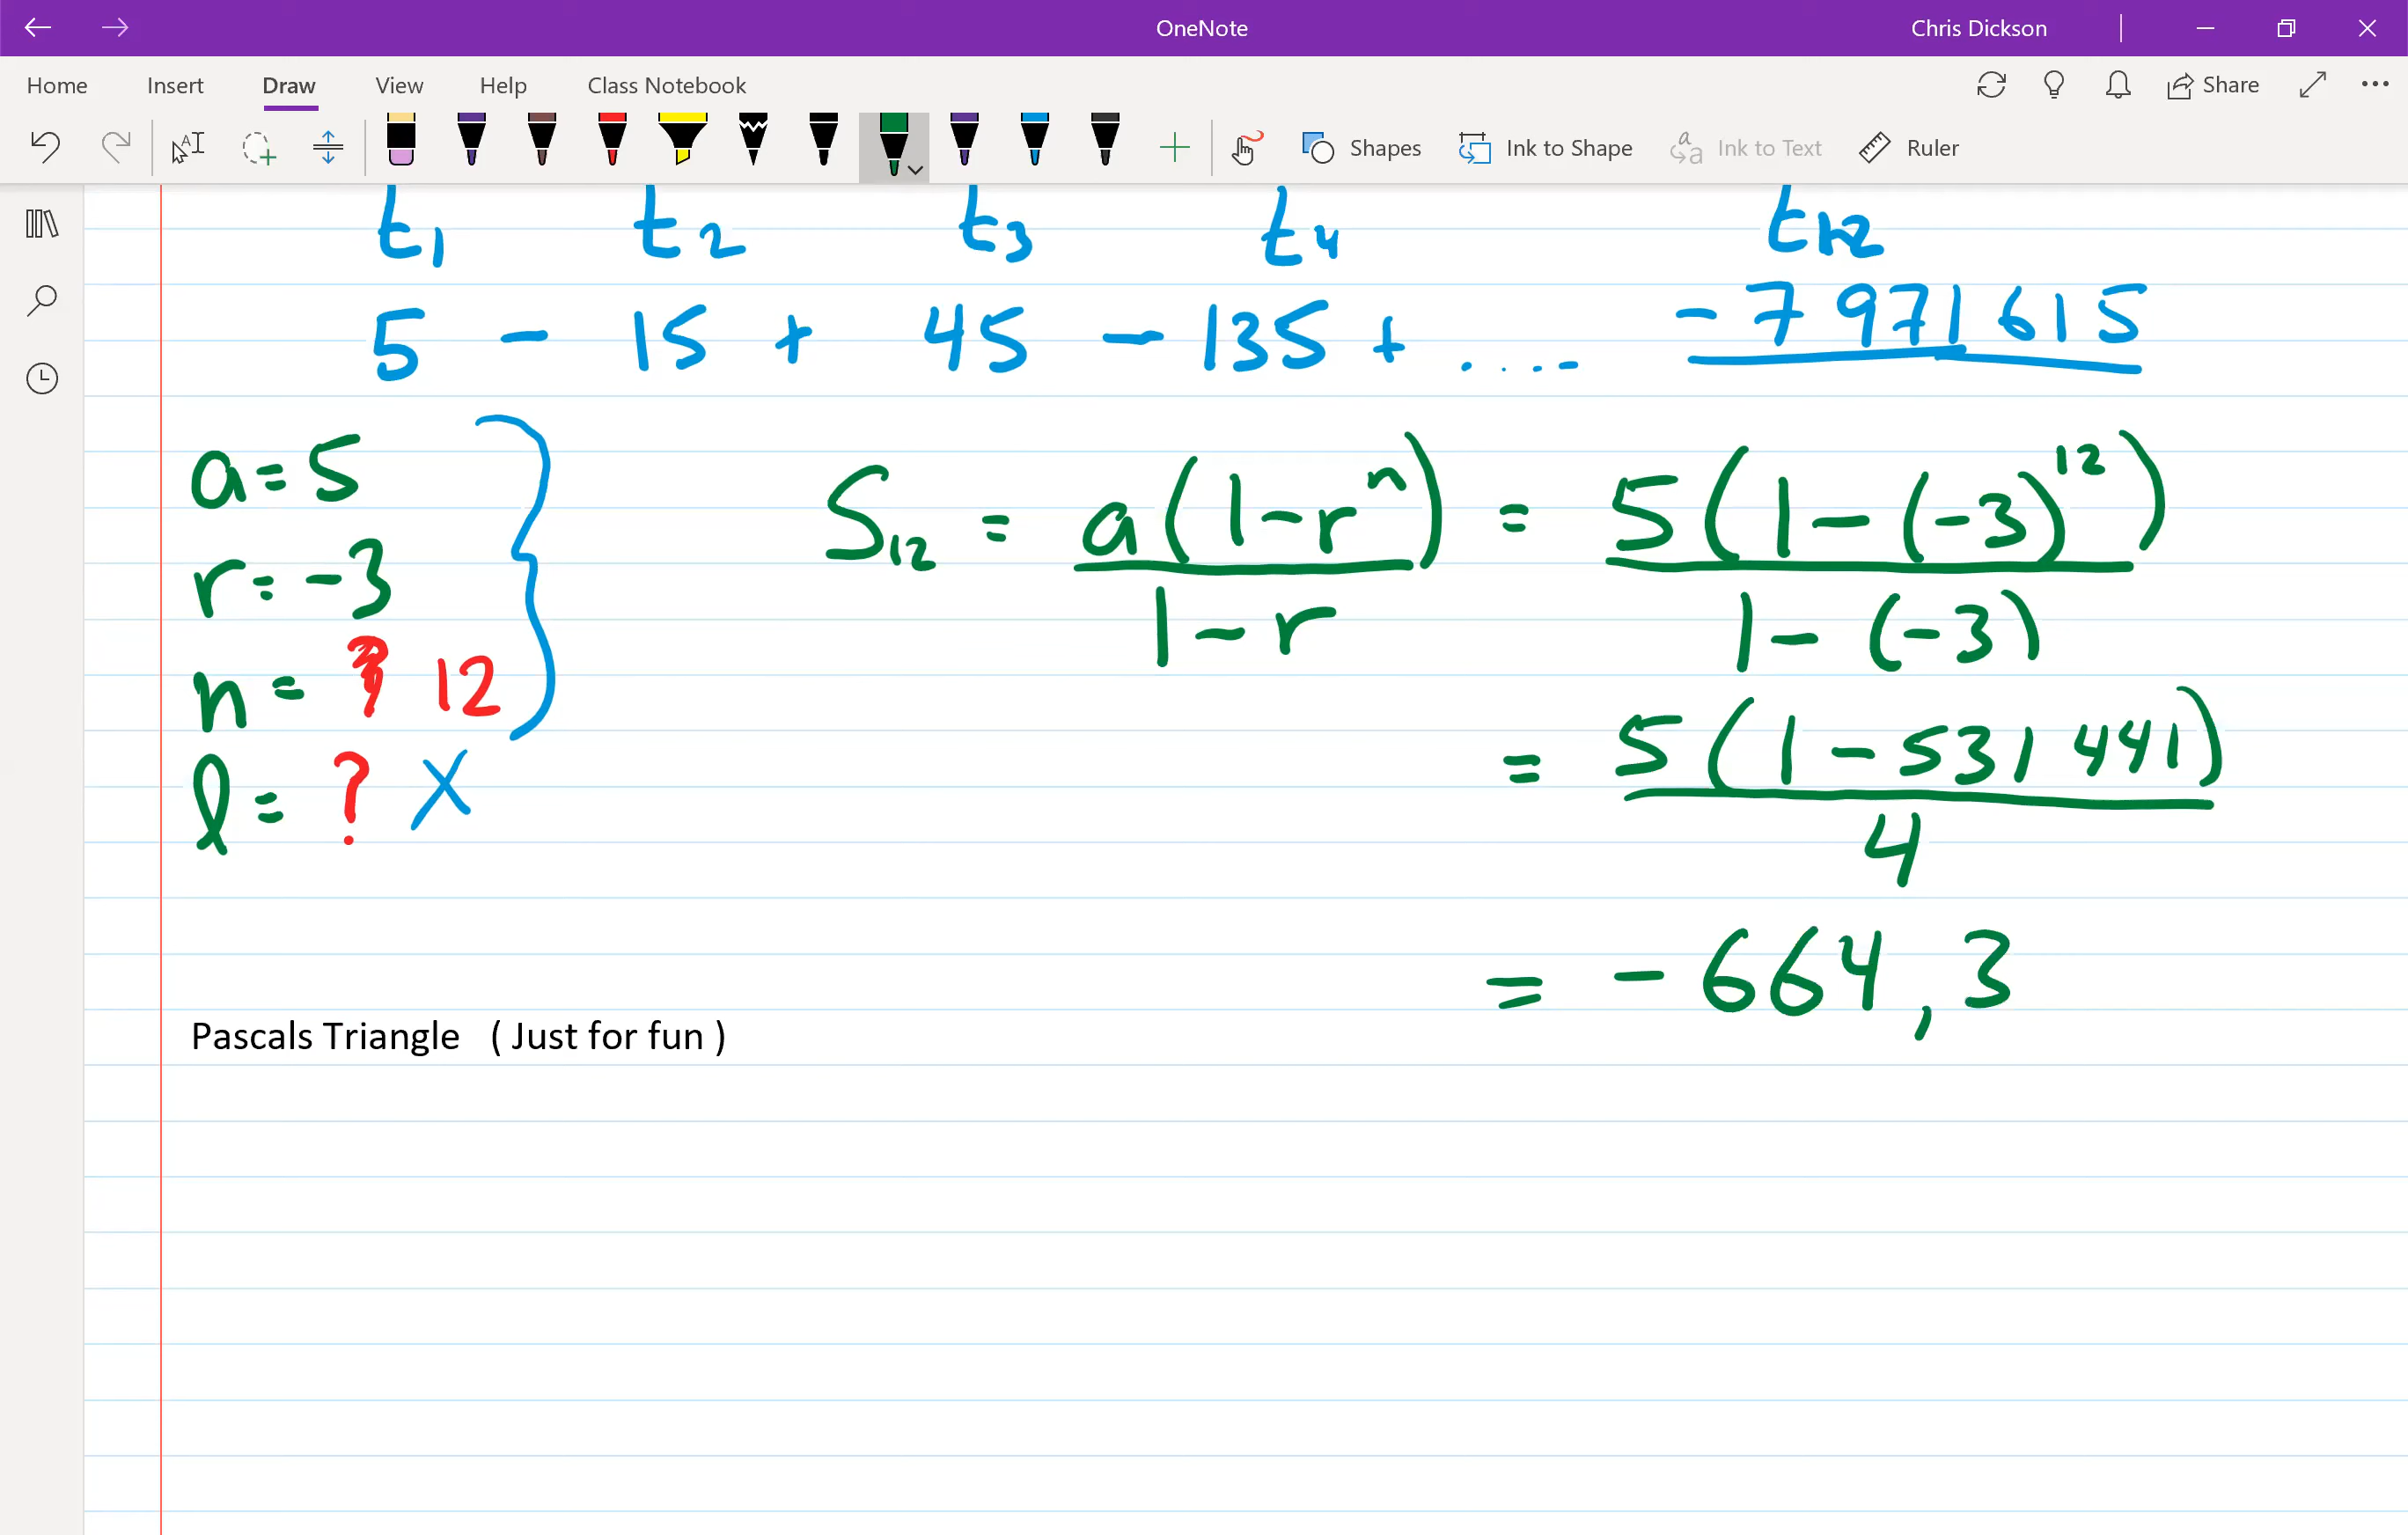 OneNote
Chris Dickson
Home Insert Draw View Help Class Notebook Share
Shapes Ink to Shape Ink to Text Ruler
t₁ t₂ t₃ t₄ t₁₂
5 - 15 + 45 - 135 + .... - 7 971 615
a = 5
r = -3
n = ? 12
l = ? X
S₁₂ = a(1-rⁿ) / 1-r = 5(1-(-3)¹²) / 1-(-3)
= 5(1-531 441) / 4
= -664,3
Pascals Triangle ( Just for fun )